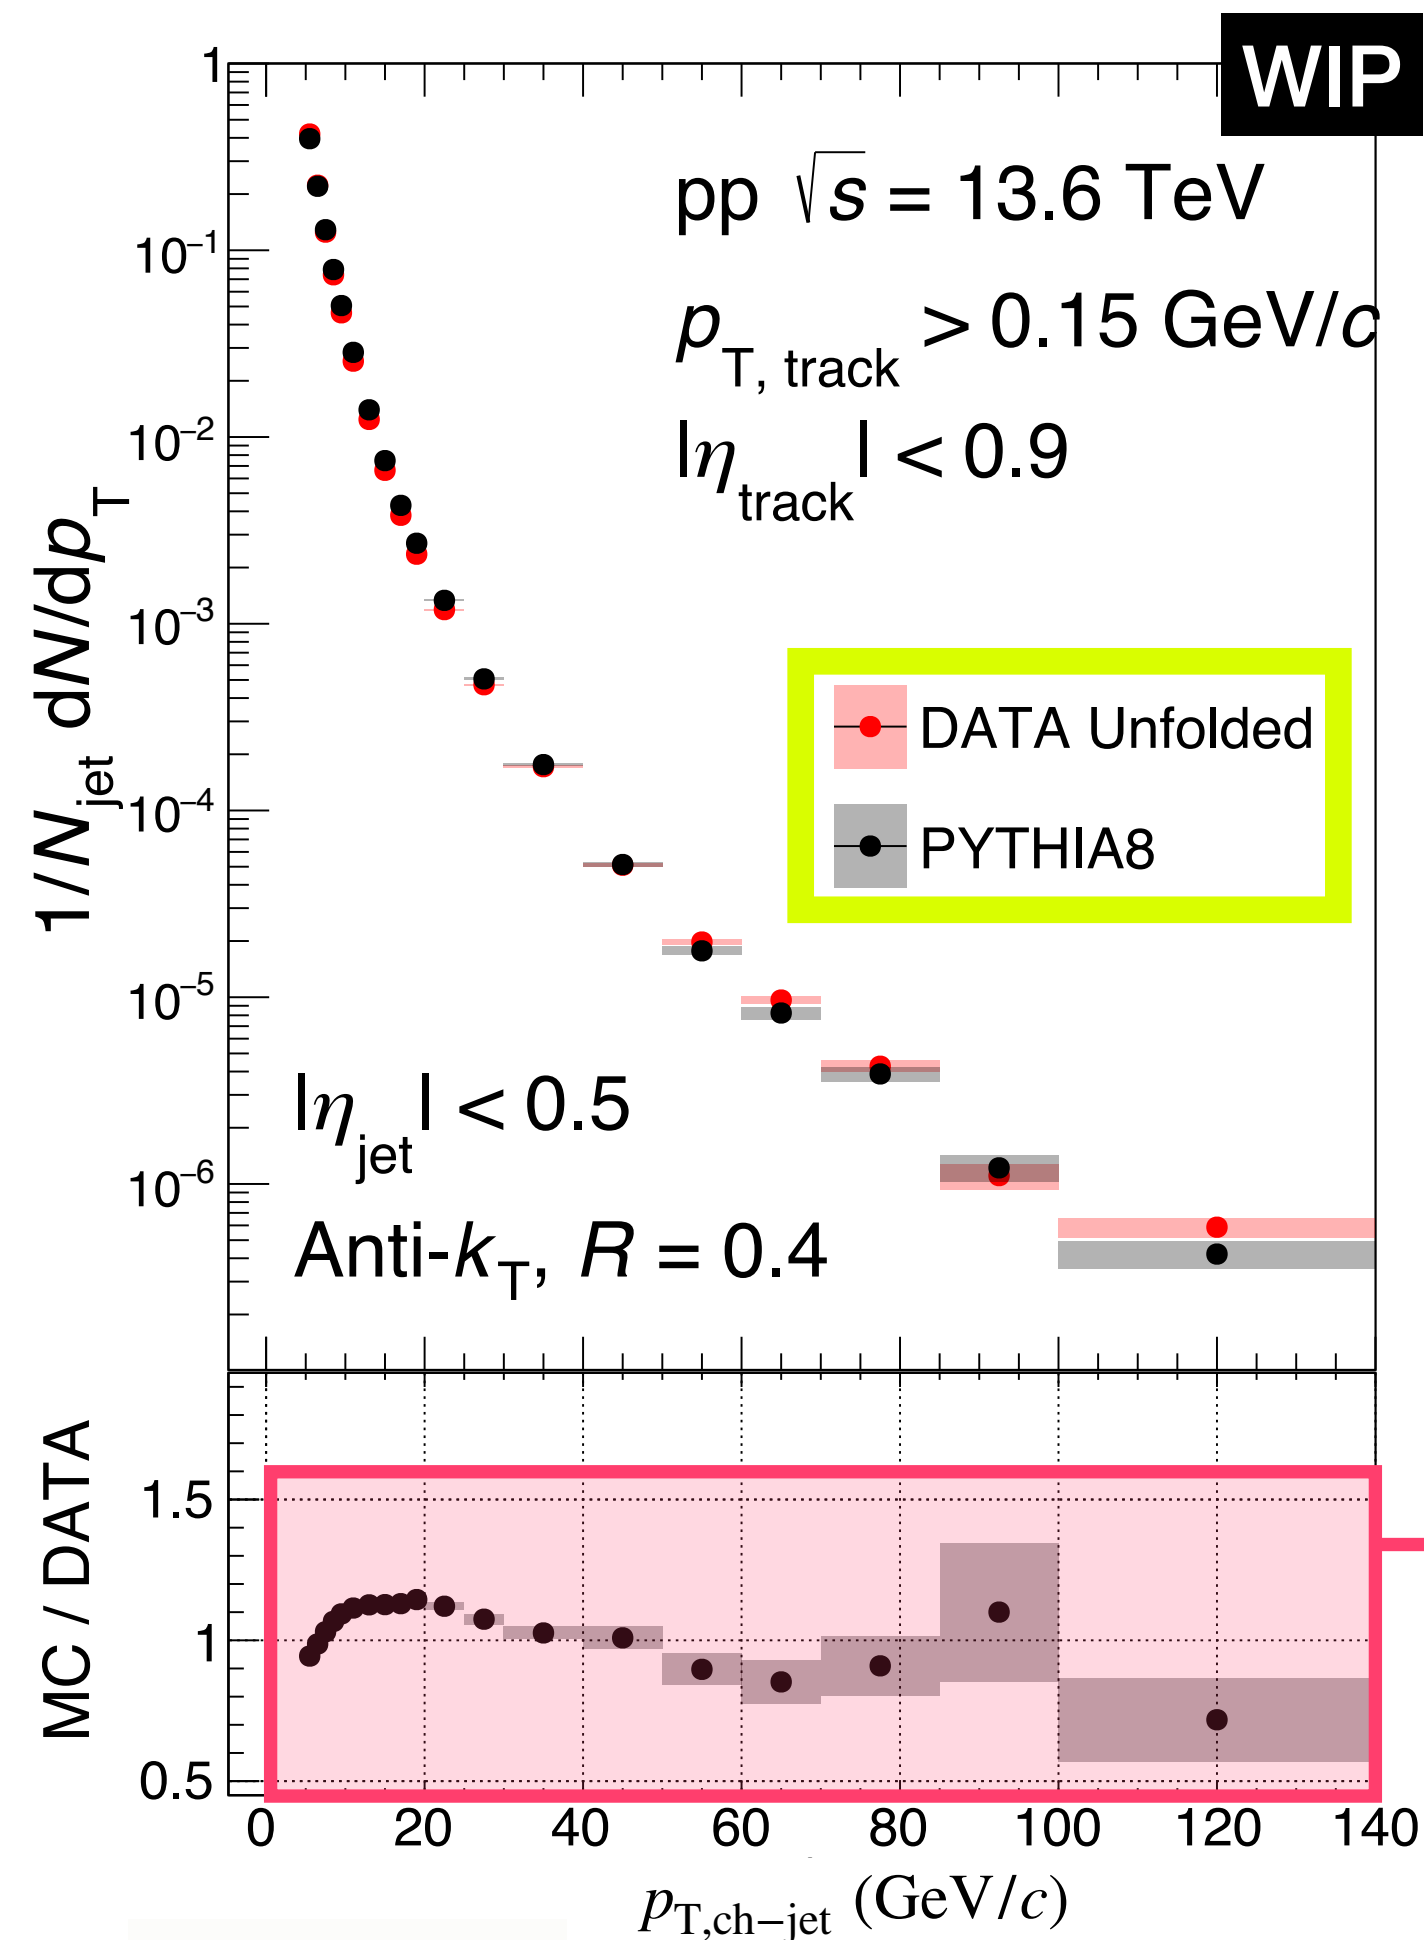 WIP
1
10⁻¹
10⁻²
10⁻³
10⁻⁴
10⁻⁵
10⁻⁶
1/N_jet dN/dp_T
pp √s = 13.6 TeV
p_T, track > 0.15 GeV/c
|η_track| < 0.9
DATA Unfolded
PYTHIA8
|η_jet| < 0.5
Anti-k_T, R = 0.4
MC / DATA
1.5
1
0.5
0 20 40 60 80 100 120 140
p_T,ch−jet (GeV/c)